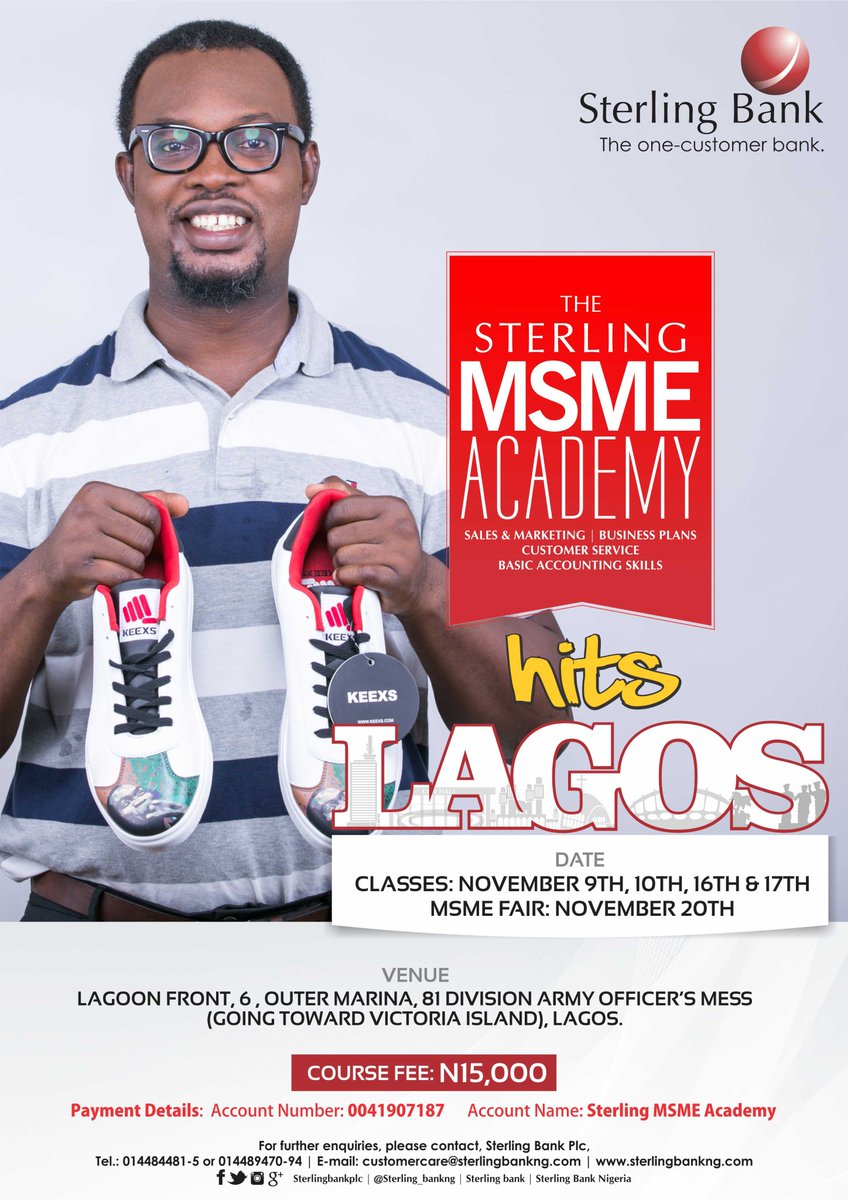 Sterling Bank
The one-customer bank.
THE
STERLING
MSME
ACADEMY
SALES & MARKETING | BUSINESS PLANS
CUSTOMER SERVICE
BASIC ACCOUNTING SKILLS
KEEXS
KEEXS
KEEXS
WWW.KEEXS.COM
hits
LAGOS
DATE
CLASSES: NOVEMBER 9TH, 10TH, 16TH & 17TH
MSME FAIR: NOVEMBER 20TH
VENUE
LAGOON FRONT, 6 , OUTER MARINA, 81 DIVISION ARMY OFFICER'S MESS
(GOING TOWARD VICTORIA ISLAND), LAGOS.
COURSE FEE: N15,000
Payment Details: Account Number: 0041907187 Account Name: Sterling MSME Academy
For further enquiries, please contact, Sterling Bank Plc,
Tel.: 014484481-5 or 014489470-94 | E-mail: customercare@sterlingbankng.com | www.sterlingbankng.com
Sterlingbankplc | @Sterling_bankng | Sterling bank | Sterling Bank Nigeria